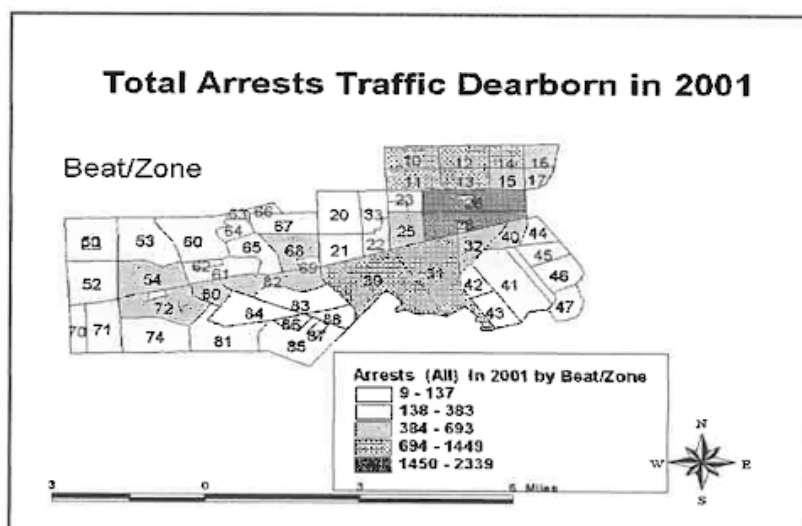 Total Arrests Traffic Dearborn in 2001
Beat/Zone
10 12 14 16
11 13 15 17
23
63 66 20 33
64 67
50 53 60 65 68 21 22 25 32 40 44
62 61 69 45
52 54 82 30 31 42 41 46
72 80 83 43 47
84 86 88
70 71 74 81 85 87
Arrests (All) In 2001 by Beat/Zone
9 - 137
138 - 383
384 - 693
694 - 1449
1450 - 2339
N
W E
S
3 0 3 6 Miles